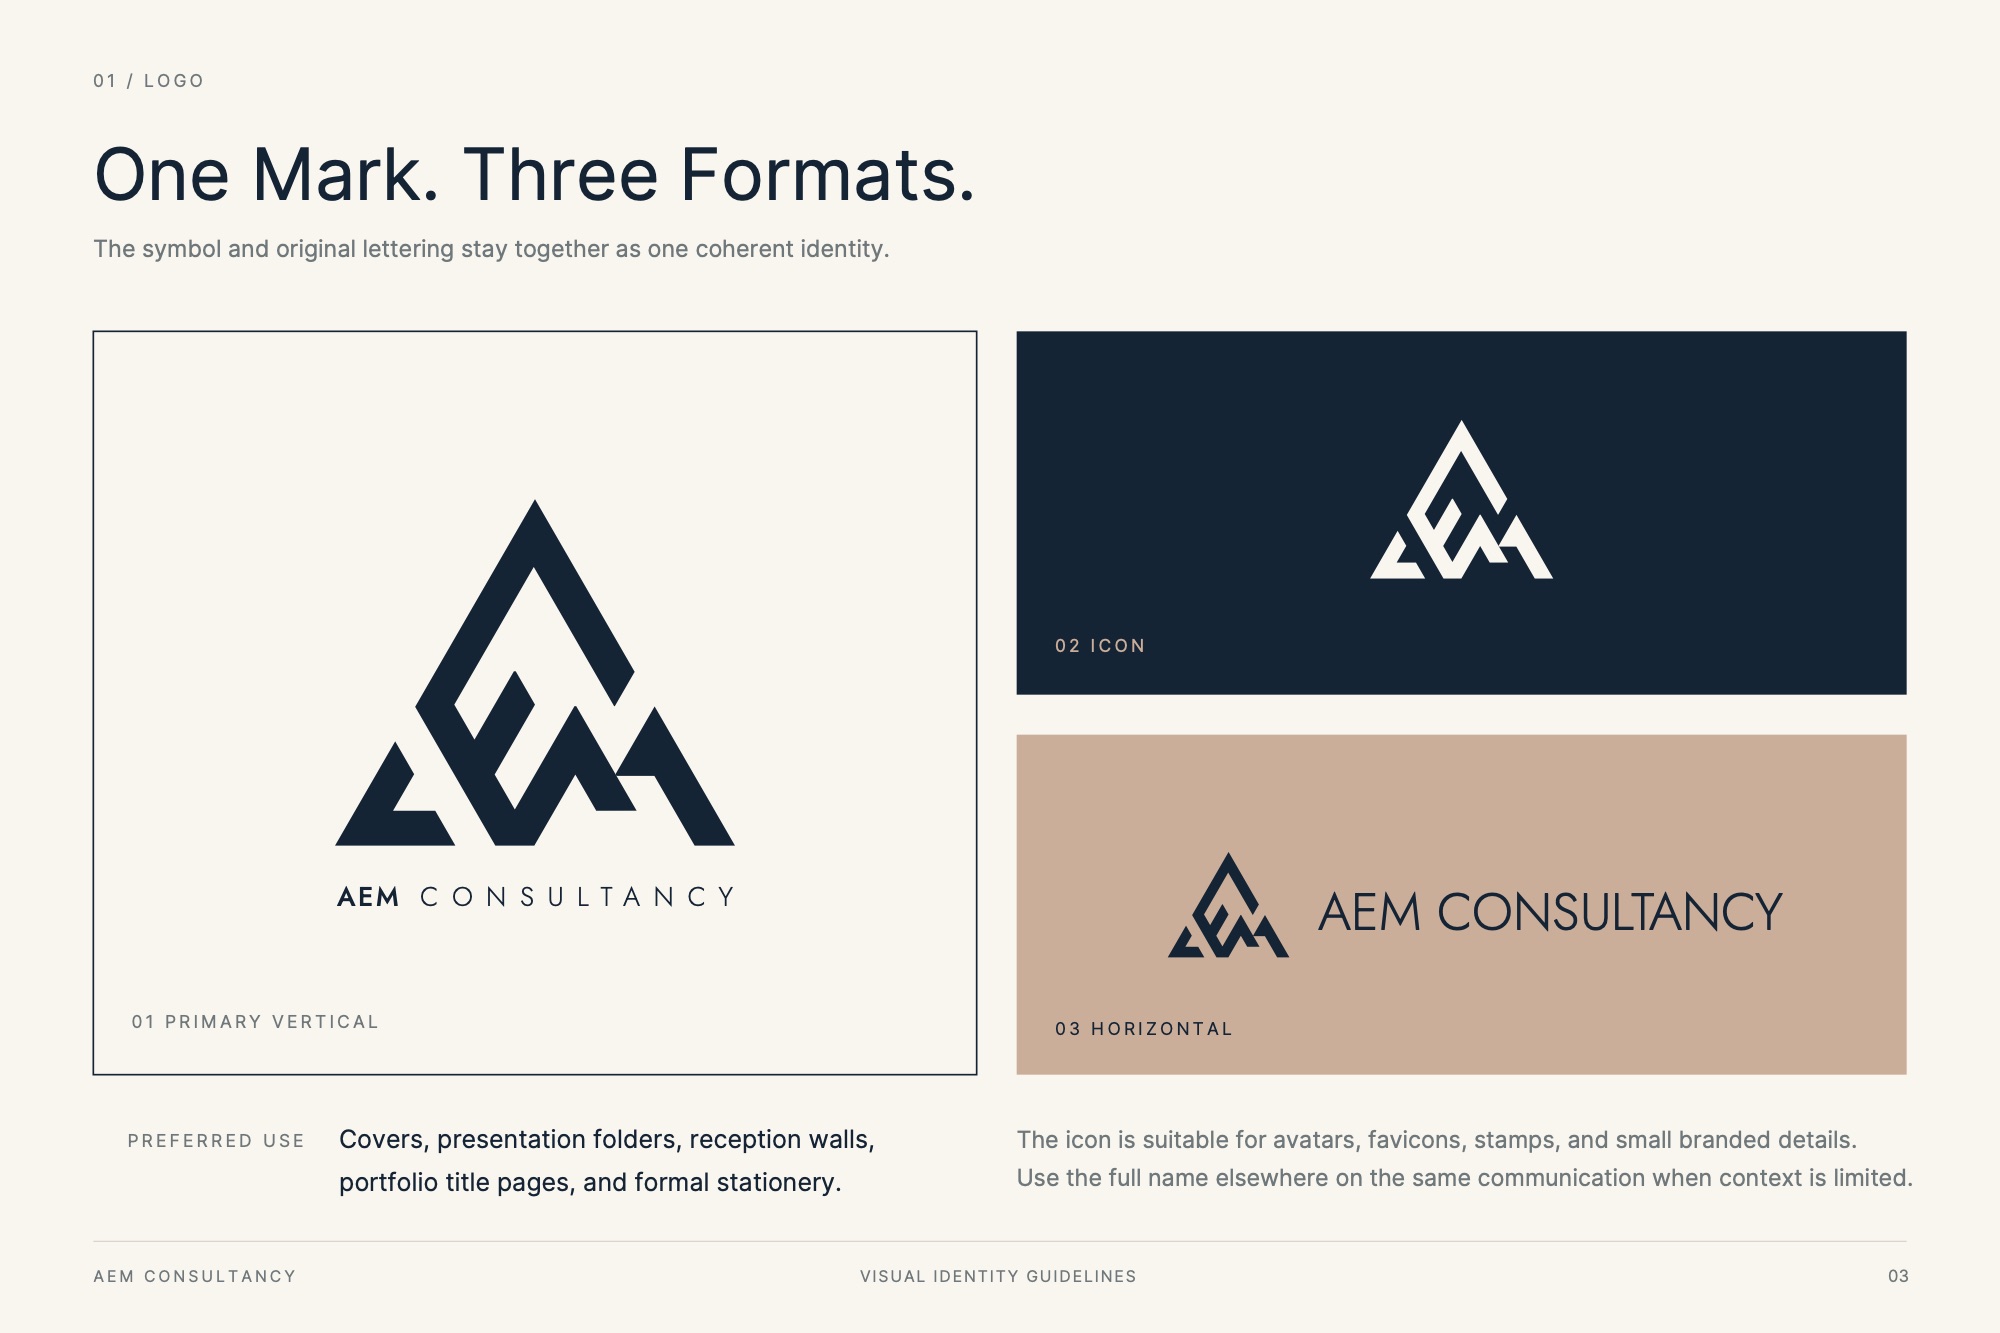 01 / LOGO
One Mark. Three Formats.
The symbol and original lettering stay together as one coherent identity.
AEM CONSULTANCY
01 PRIMARY VERTICAL
02 ICON
AEM CONSULTANCY
03 HORIZONTAL
PREFERRED USE
Covers, presentation folders, reception walls,
portfolio title pages, and formal stationery.
The icon is suitable for avatars, favicons, stamps, and small branded details.
Use the full name elsewhere on the same communication when context is limited.
AEM CONSULTANCY
VISUAL IDENTITY GUIDELINES
03